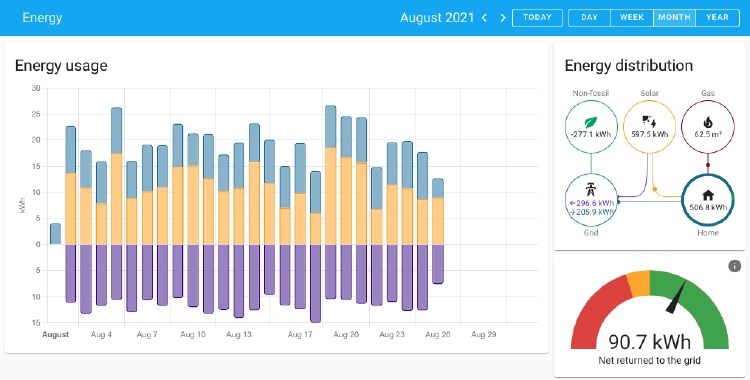 Energy
August 2021
TODAY
DAY WEEK MONTH YEAR
Energy usage
30
25
20
15
10
5
0
5
10
15
kWh
August Aug 4 Aug 7 Aug 10 Aug 13 Aug 17 Aug 20 Aug 23 Aug 26 Aug 29
Energy distribution
Non-fossil Solar Gas
-277.1 kWh 597.5 kWh 62.5 m³
←296.6 kWh
→205.9 kWh
506.8 kWh
Grid Home
90.7 kWh
Net returned to the grid